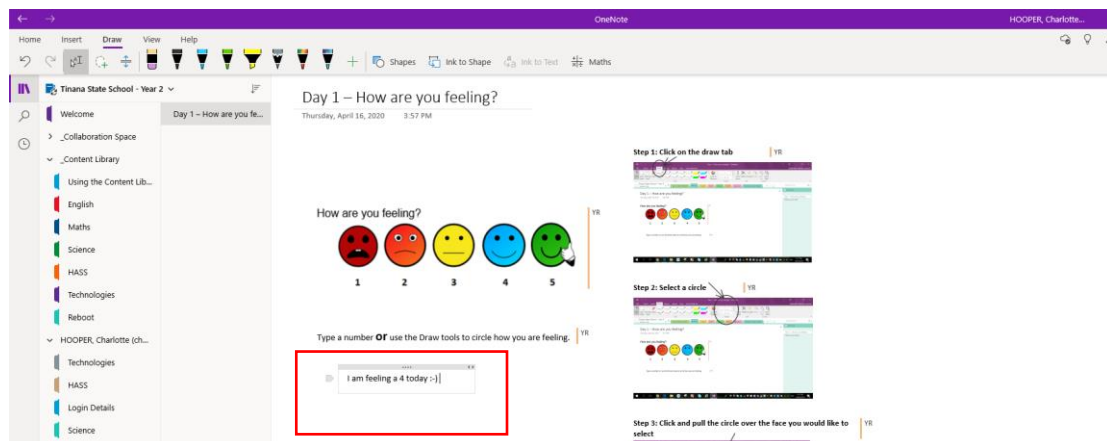 OneNote
HOOPER, Charlotte...
Home Insert Draw View Help
Shapes Ink to Shape Ink to Text Maths
Tinana State School - Year 2
Welcome
_Collaboration Space
_Content Library
Using the Content Lib...
English
Maths
Science
HASS
Technologies
Reboot
HOOPER, Charlotte (ch...
Technologies
HASS
Login Details
Science
Day 1 – How are you fe...
Day 1 – How are you feeling?
Thursday, April 16, 2020 3:57 PM
How are you feeling?
YR
1 2 3 4 5
Type a number or use the Draw tools to circle how you are feeling.
YR
I am feeling a 4 today :-)
Step 1: Click on the draw tab
YR
Step 2: Select a circle
YR
Step 3: Click and pull the circle over the face you would like to
select
YR